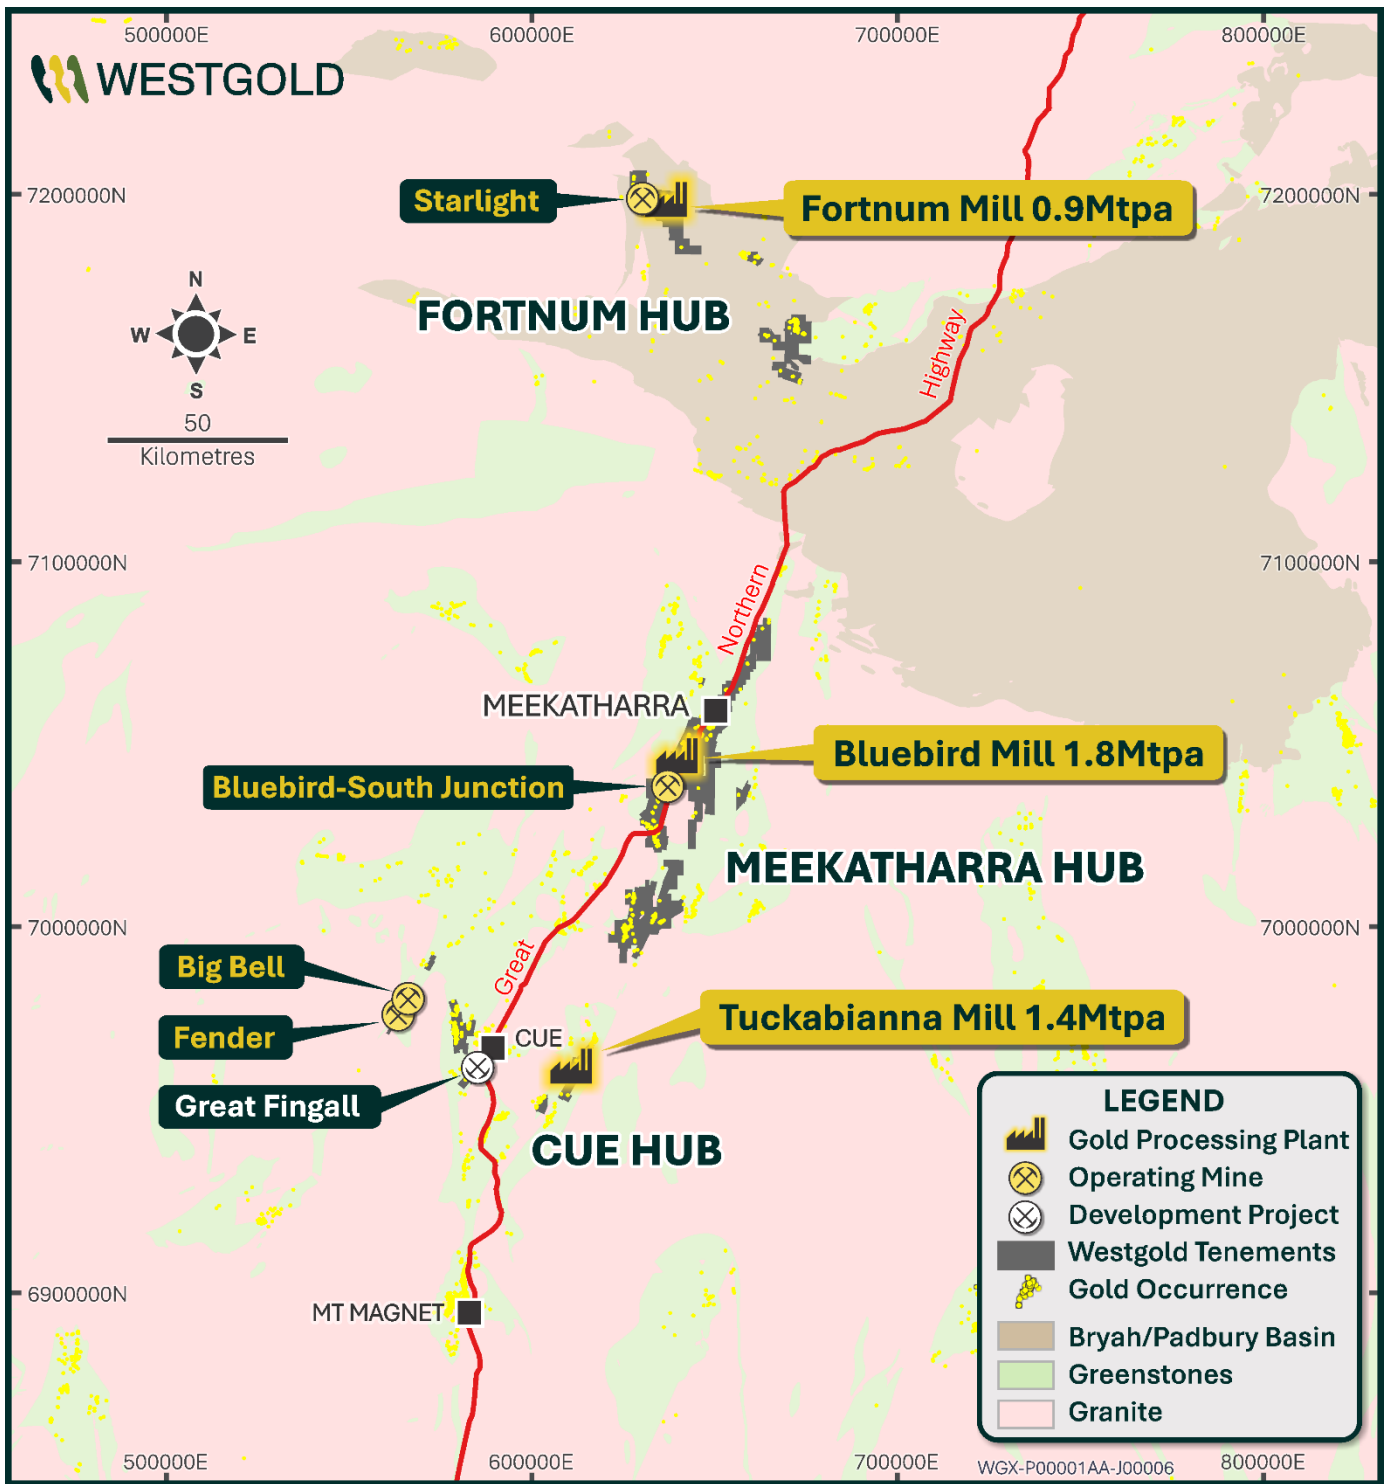 500000E
600000E
700000E
800000E
WESTGOLD
7200000N
7200000N
Starlight
Fortnum Mill 0.9Mtpa
N
W
E
S
FORTNUM HUB
Highway
50
Kilometres
7100000N
7100000N
Northern
MEEKATHARRA
Bluebird Mill 1.8Mtpa
Bluebird-South Junction
MEEKATHARRA HUB
7000000N
7000000N
Great
Big Bell
Fender
Tuckabianna Mill 1.4Mtpa
CUE
Great Fingall
CUE HUB
LEGEND
Gold Processing Plant
Operating Mine
Development Project
Westgold Tenements
Gold Occurrence
Bryah/Padbury Basin
Greenstones
Granite
6900000N
MT MAGNET
500000E
600000E
700000E
800000E
WGX-P00001AA-J00006